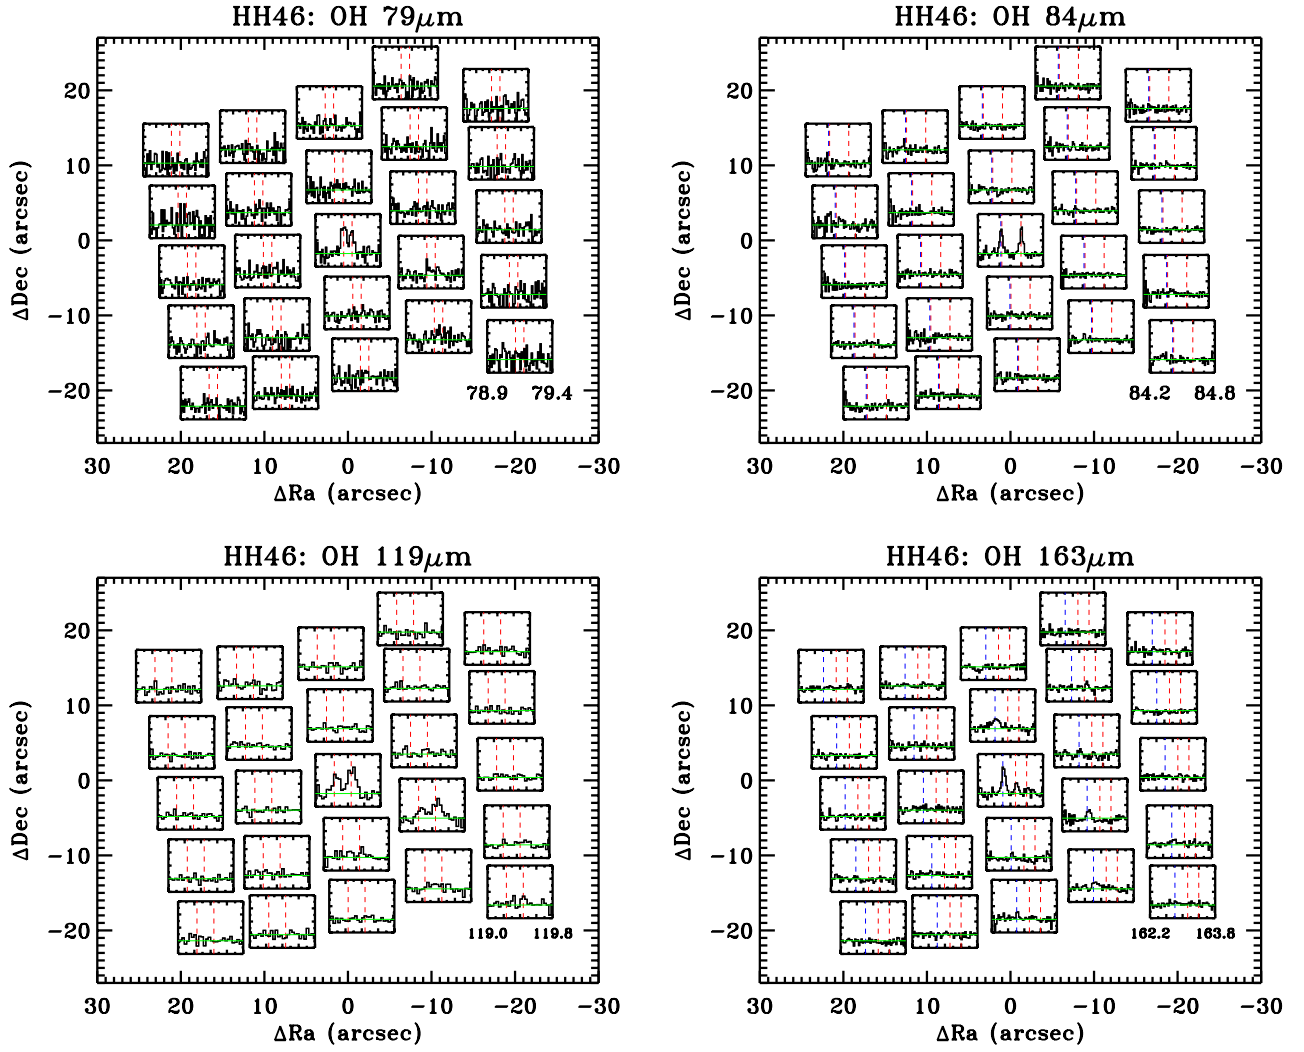 HH46: OH 79μm
ΔDec (arcsec)
20
10
0
−10
−20
78.9 79.4
30 20 10 0 −10 −20 −30
ΔRa (arcsec)
HH46: OH 84μm
ΔDec (arcsec)
20
10
0
−10
−20
84.2 84.8
30 20 10 0 −10 −20 −30
ΔRa (arcsec)
HH46: OH 119μm
ΔDec (arcsec)
20
10
0
−10
−20
119.0 119.8
30 20 10 0 −10 −20 −30
ΔRa (arcsec)
HH46: OH 163μm
ΔDec (arcsec)
20
10
0
−10
−20
162.2 163.8
30 20 10 0 −10 −20 −30
ΔRa (arcsec)